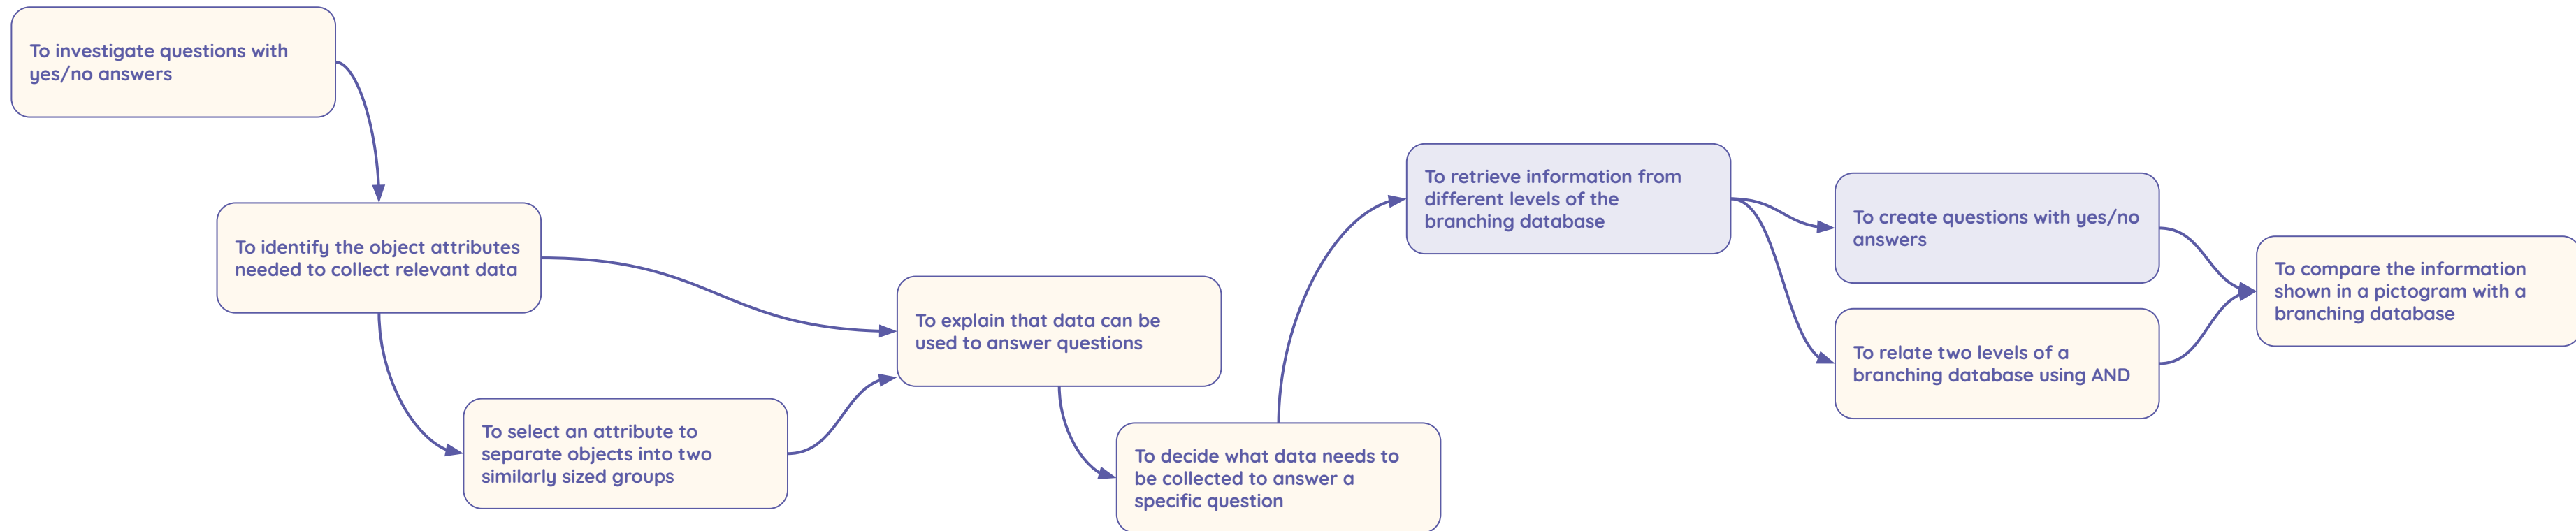 To investigate questions with
yes/no answers
To identify the object attributes
needed to collect relevant data
To select an attribute to
separate objects into two
similarly sized groups
To explain that data can be
used to answer questions
To decide what data needs to
be collected to answer a
specific question
To retrieve information from
different levels of the
branching database
To create questions with yes/no
answers
To relate two levels of a
branching database using AND
To compare the information
shown in a pictogram with a
branching database